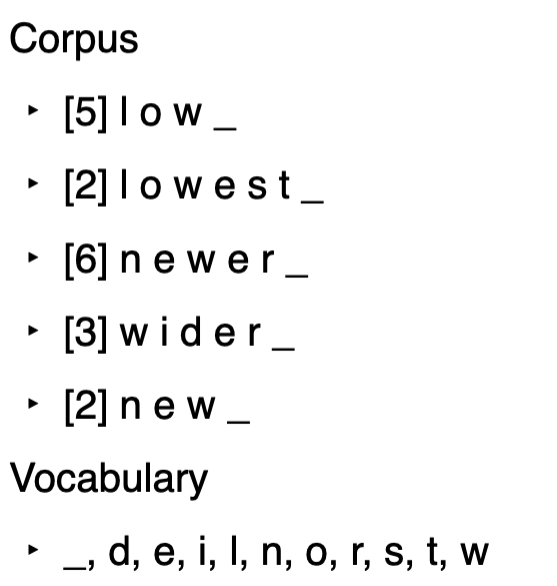 Corpus
‣ [5] l o w _
‣ [2] l o w e s t _
‣ [6] n e w e r _
‣ [3] w i d e r _
‣ [2] n e w _
Vocabulary
‣ _, d, e, i, l, n, o, r, s, t, w